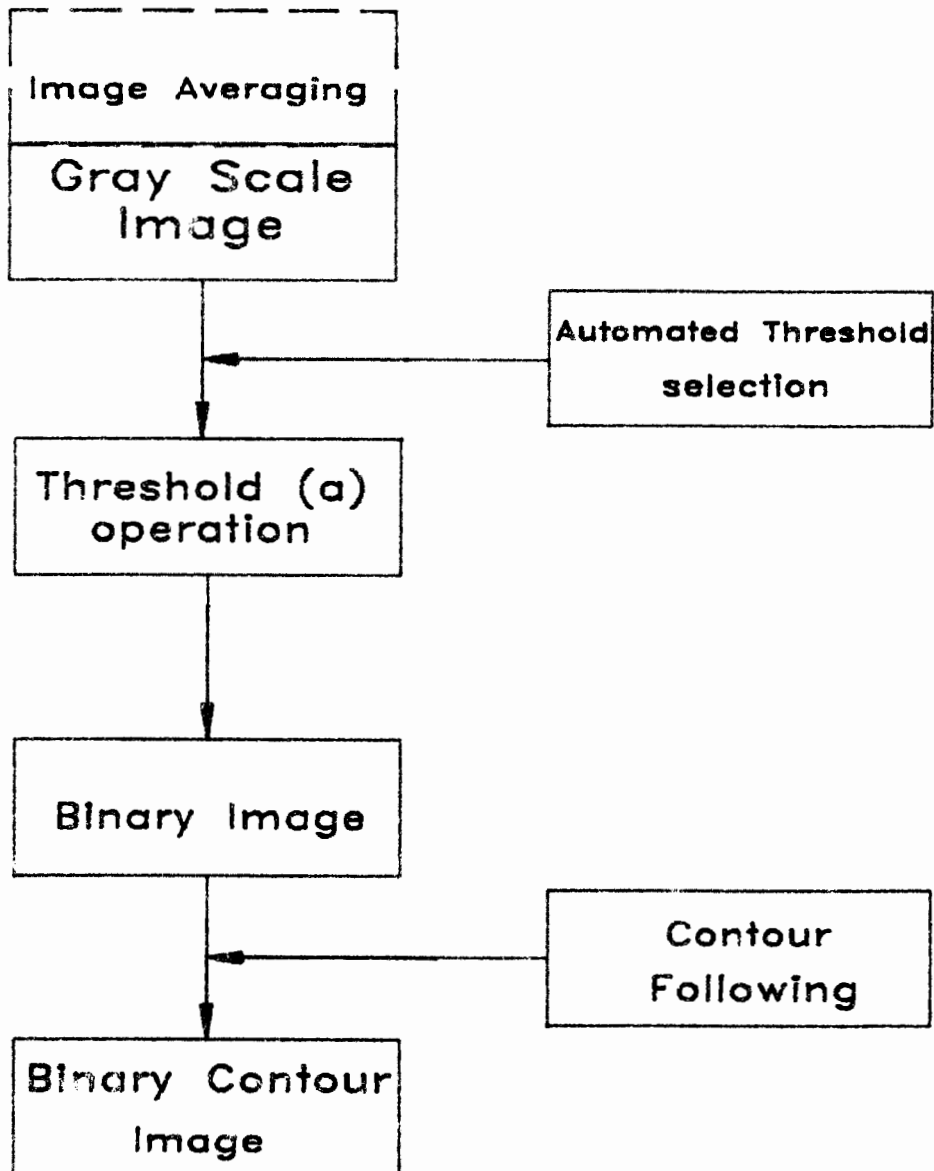 Image Averaging
Gray Scale
Image
Automated Threshold
selection
Threshold (a)
operation
Binary Image
Contour
Following
Binary Contour
Image